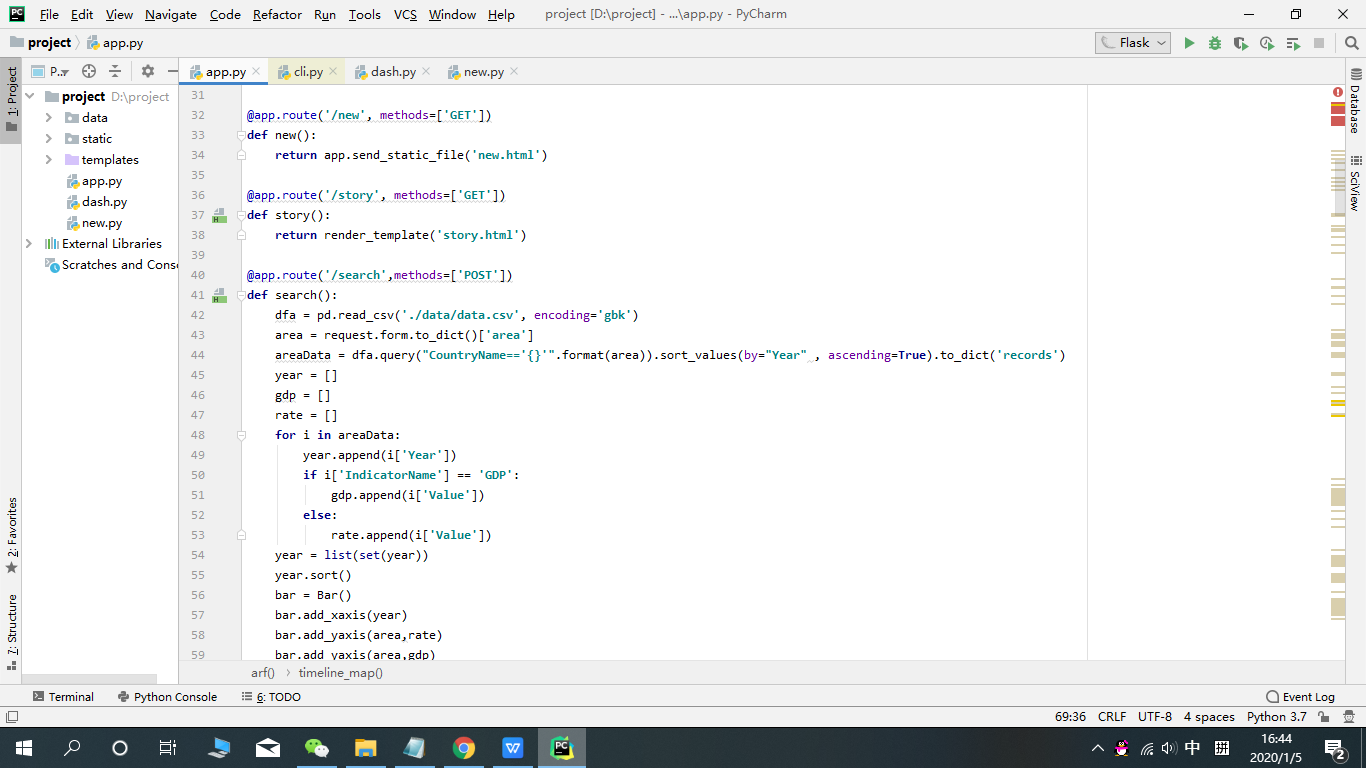 File Edit View Navigate Code Refactor Run Tools VCS Window Help project [D:\project] - ...\app.py - PyCharm
project app.py Flask
P.. app.py cli.py dash.py new.py
1: Project
project D:\project
data
static
templates
app.py
dash.py
new.py
External Libraries
Scratches and Conso
2: Favorites
7: Structure
31
32 @app.route('/new', methods=['GET'])
33 def new():
34 return app.send_static_file('new.html')
35
36 @app.route('/story', methods=['GET'])
37 def story():
38 return render_template('story.html')
39
40 @app.route('/search',methods=['POST'])
41 def search():
42 dfa = pd.read_csv('./data/data.csv', encoding='gbk')
43 area = request.form.to_dict()['area']
44 areaData = dfa.query("CountryName=='{}'".format(area)).sort_values(by="Year" , ascending=True).to_dict('records')
45 year = []
46 gdp = []
47 rate = []
48 for i in areaData:
49 year.append(i['Year'])
50 if i['IndicatorName'] == 'GDP':
51 gdp.append(i['Value'])
52 else:
53 rate.append(i['Value'])
54 year = list(set(year))
55 year.sort()
56 bar = Bar()
57 bar.add_xaxis(year)
58 bar.add_yaxis(area,rate)
59 bar.add_yaxis(area,gdp)
Database
SciView
arf() timeline_map()
Terminal Python Console 6: TODO Event Log
69:36 CRLF UTF-8 4 spaces Python 3.7
中 拼 16:44
2020/1/5
2